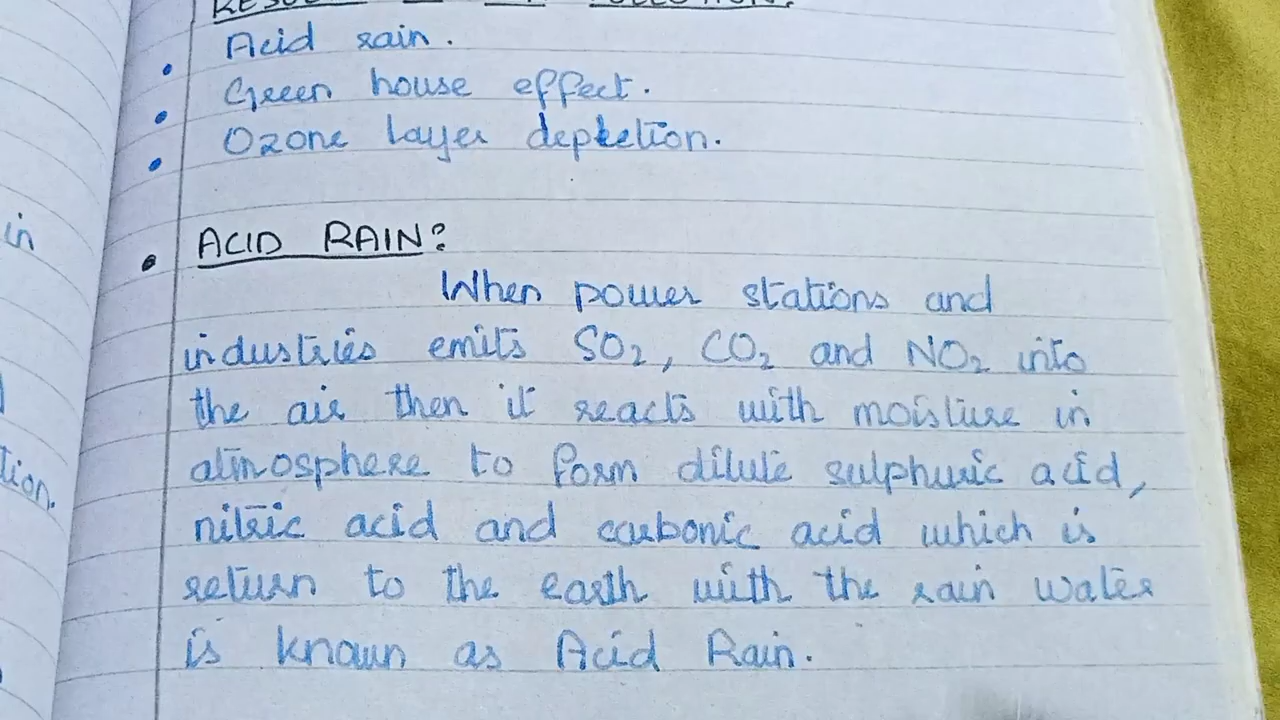 Acid rain.
Green house effect.
Ozone layer depletion.
in
ACID RAIN?
When power stations and
industries emits SO₂, CO₂ and NO₂ into
the air then it reacts with moisture in
atmosphere to form dilute sulphuric acid,
tion.
nitric acid and carbonic acid which is
return to the earth with the rain water
is known as Acid Rain.